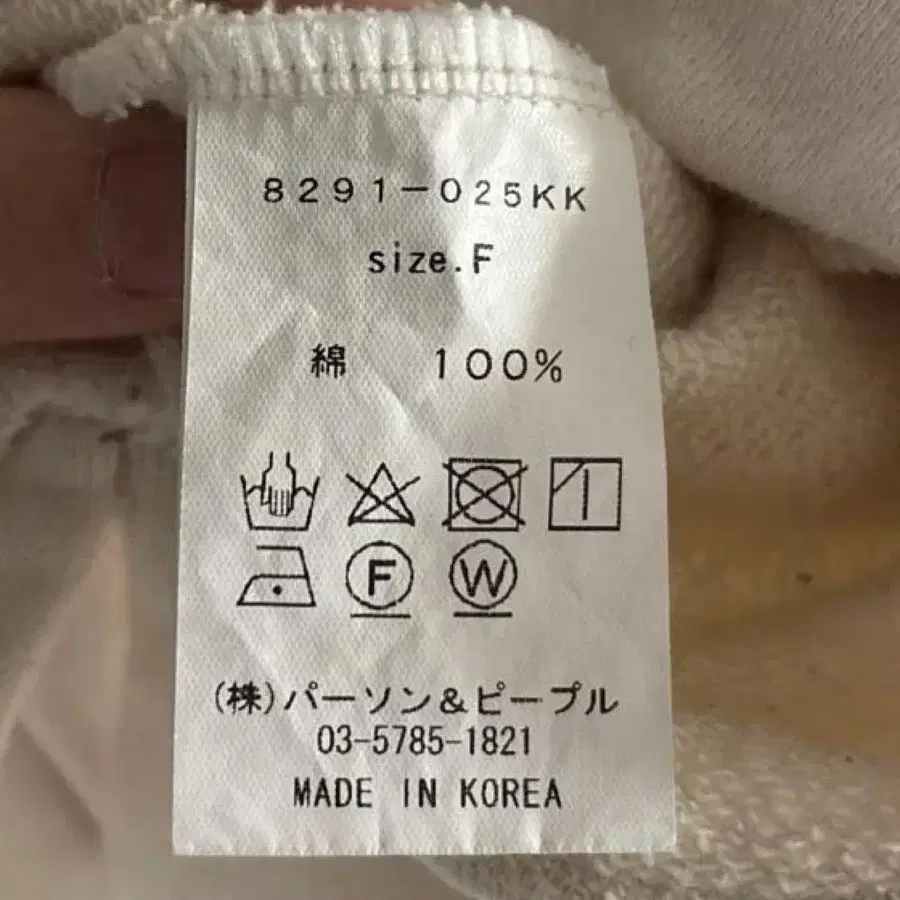 8291-025KK
size.F
綿 100%
F W
(株)パーソン&ピープル
03-5785-1821
MADE IN KOREA